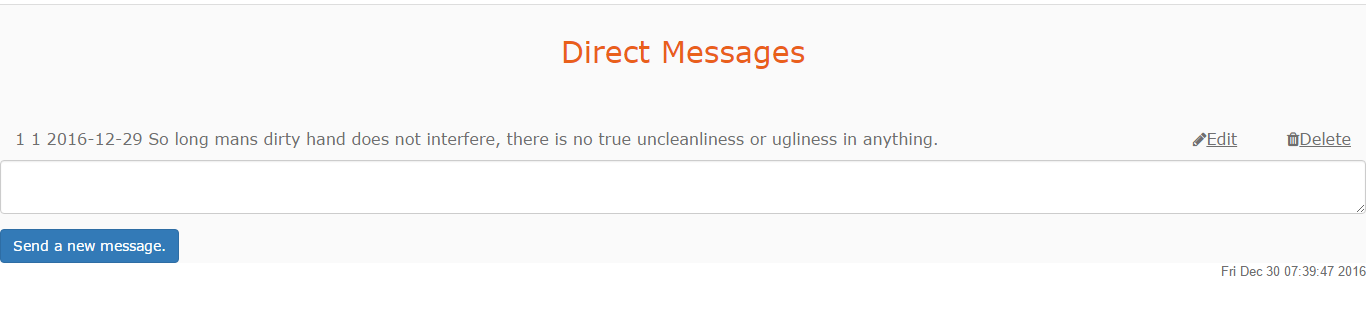 Direct Messages
1 1 2016-12-29 So long mans dirty hand does not interfere, there is no true uncleanliness or ugliness in anything. Edit Delete
Send a new message.
Fri Dec 30 07:39:47 2016